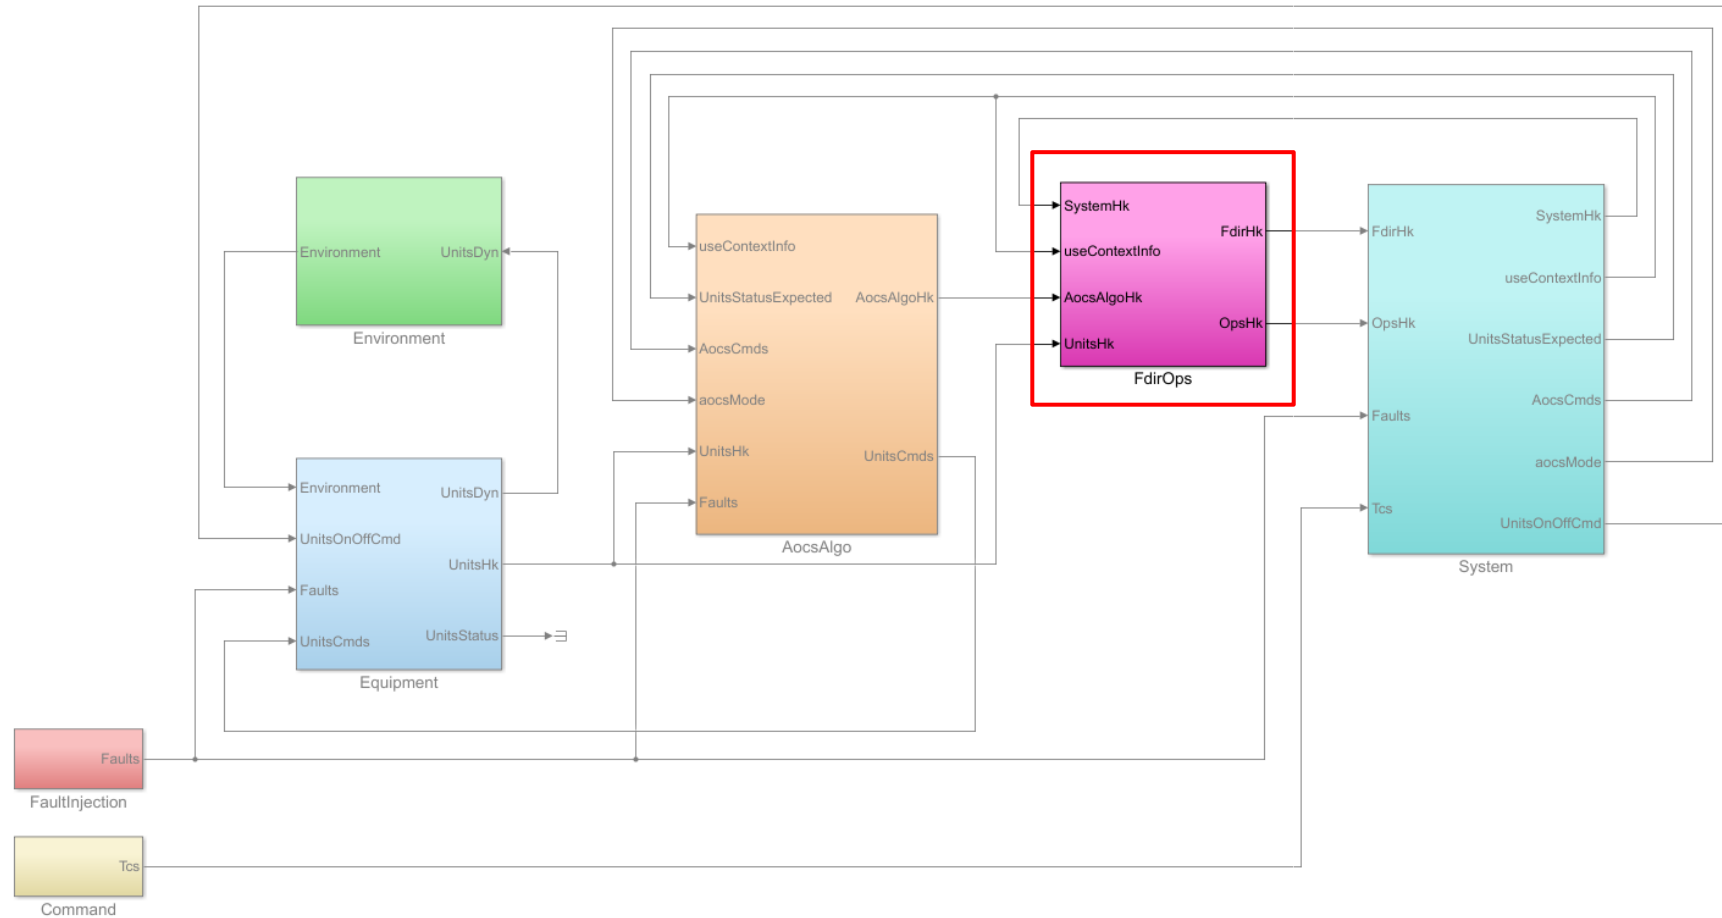 Environment
UnitsDyn
Environment
Environment
UnitsOnOffCmd
Faults
UnitsCmds
UnitsDyn
UnitsHk
UnitsStatus
Equipment
Faults
FaultInjection
Tcs
Command
useContextInfo
UnitsStatusExpected
AocsCmds
aocsMode
UnitsHk
Faults
AocsAlgoHk
UnitsCmds
AocsAlgo
SystemHk
useContextInfo
AocsAlgoHk
UnitsHk
FdirHk
OpsHk
FdirOps
FdirHk
OpsHk
Faults
Tcs
SystemHk
useContextInfo
UnitsStatusExpected
AocsCmds
aocsMode
UnitsOnOffCmd
System